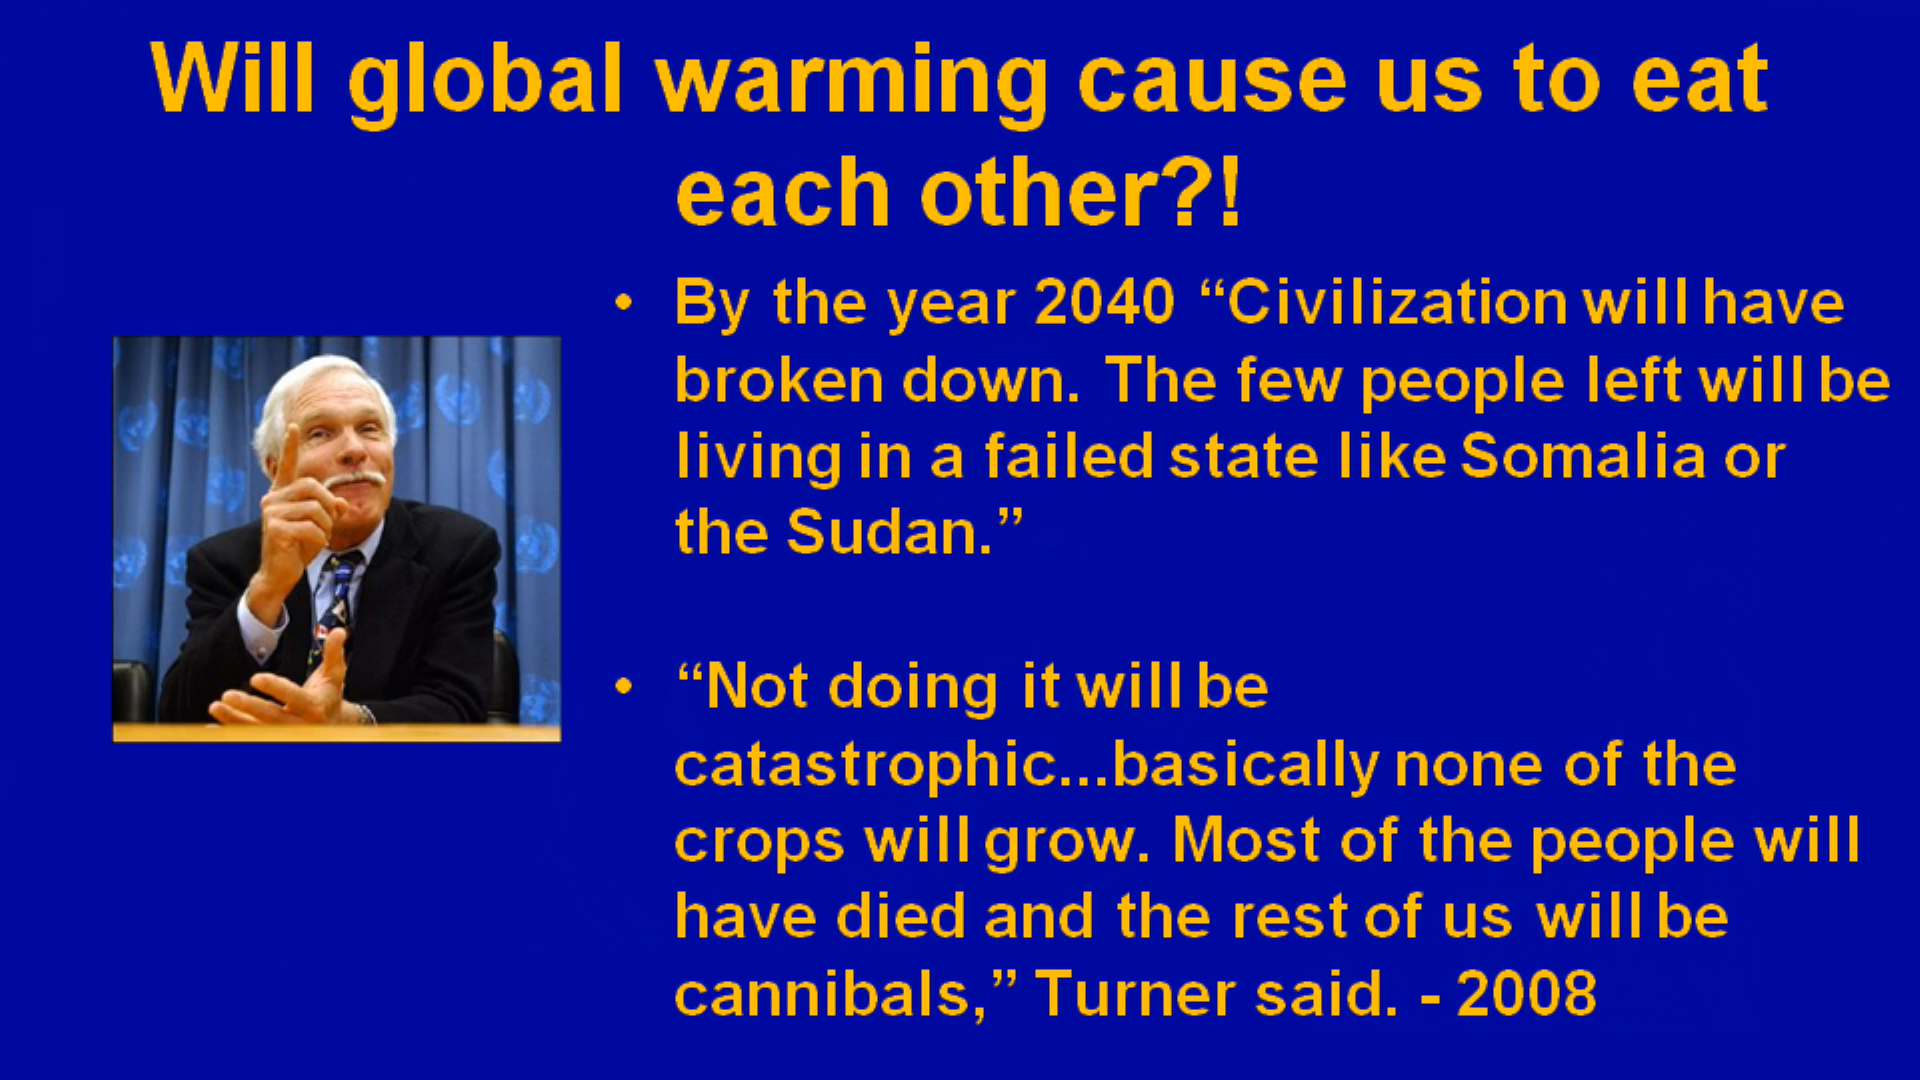 Will global warming cause us to eat
each other?!
• By the year 2040 “Civilization will have
broken down. The few people left will be
living in a failed state like Somalia or
the Sudan.”
• “Not doing it will be
catastrophic...basically none of the
crops will grow. Most of the people will
have died and the rest of us will be
cannibals,” Turner said. - 2008